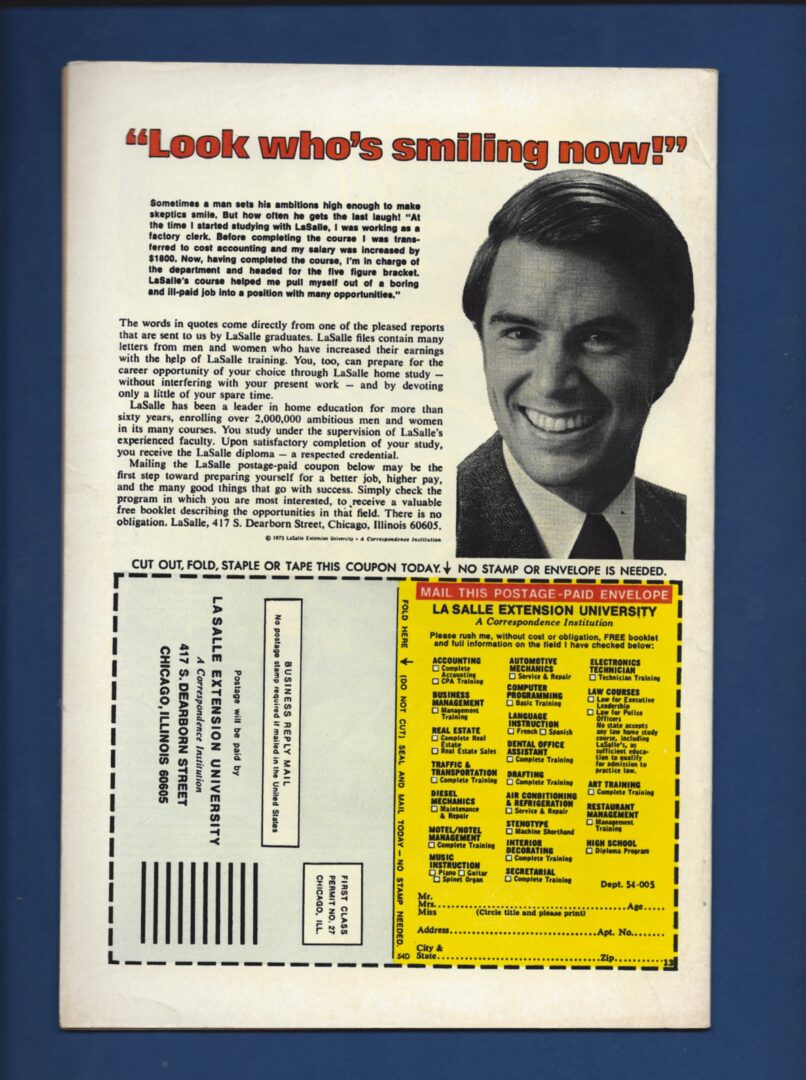 “Look who's smiling now!”
Sometimes a man sets his ambitions high enough to make
skeptics smile. But how often he gets the last laugh! “At
the time I started studying with LaSalle, I was working as a
factory clerk. Before completing the course I was trans-
ferred to cost accounting and my salary was increased by
$1800. Now, having completed the course, I'm in charge of
the department and headed for the five figure bracket.
LaSalle's course helped me pull myself out of a boring
and ill-paid job into a position with many opportunities.”
The words in quotes come directly from one of the pleased reports
that are sent to us by LaSalle graduates. LaSalle files contain many
letters from men and women who have increased their earnings
with the help of LaSalle training. You, too, can prepare for the
career opportunity of your choice through LaSalle home study —
without interfering with your present work — and by devoting
only a little of your spare time.
LaSalle has been a leader in home education for more than
sixty years, enrolling over 2,000,000 ambitious men and women
in its many courses. You study under the supervision of LaSalle's
experienced faculty. Upon satisfactory completion of your study,
you receive the LaSalle diploma — a respected credential.
Mailing the LaSalle postage-paid coupon below may be the
first step toward preparing yourself for a better job, higher pay,
and the many good things that go with success. Simply check the
program in which you are most interested, to receive a valuable
free booklet describing the opportunities in that field. There is no
obligation. LaSalle, 417 S. Dearborn Street, Chicago, Illinois 60605.
© 1973 LaSalle Extension University • A Correspondence Institution
CUT OUT, FOLD, STAPLE OR TAPE THIS COUPON TODAY. NO STAMP OR ENVELOPE IS NEEDED.
BUSINESS REPLY MAIL
No postage stamp required if mailed in the United States
Postage will be paid by
LA SALLE EXTENSION UNIVERSITY
A Correspondence Institution
417 S. DEARBORN STREET
CHICAGO, ILLINOIS 60605
FIRST CLASS
PERMIT NO. 27
CHICAGO, ILL.
FOLD HERE (DO NOT CUT) SEAL AND MAIL TODAY – NO STAMP NEEDED.
54D
MAIL THIS POSTAGE-PAID ENVELOPE
LA SALLE EXTENSION UNIVERSITY
A Correspondence Institution
Please rush me, without cost or obligation, FREE booklet
and full information on the field I have checked below:
ACCOUNTING
Complete
Accounting
CPA Training
BUSINESS
MANAGEMENT
Management
Training
REAL ESTATE
Complete Real
Estate
Real Estate Sales
TRAFFIC &
TRANSPORTATION
Complete Training
DIESEL
MECHANICS
Maintenance
& Repair
MOTEL/HOTEL
MANAGEMENT
Complete Training
MUSIC
INSTRUCTION
Piano Guitar
Spinet Organ
AUTOMOTIVE
MECHANICS
Service & Repair
COMPUTER
PROGRAMMING
Basic Training
LANGUAGE
INSTRUCTION
French Spanish
DENTAL OFFICE
ASSISTANT
Complete Training
DRAFTING
Complete Training
AIR CONDITIONING
& REFRIGERATION
Service & Repair
STENOTYPE
Machine Shorthand
INTERIOR
DECORATING
Complete Training
SECRETARIAL
Complete Training
ELECTRONICS
TECHNICIAN
Technician Training
LAW COURSES
Law for Executive
Leadership
Law for Police
Officers
No state accepts
any law home study
course, including
LaSalle's, as
sufficient educa-
tion to qualify
for admission to
practice law.
ART TRAINING
Complete Training
RESTAURANT
MANAGEMENT
Management
Training
HIGH SCHOOL
Diploma Program
Dept. 54-005
Mr.
Mrs. Age
Miss (Circle title and please print)
Address Apt. No.
City &
State Zip
13